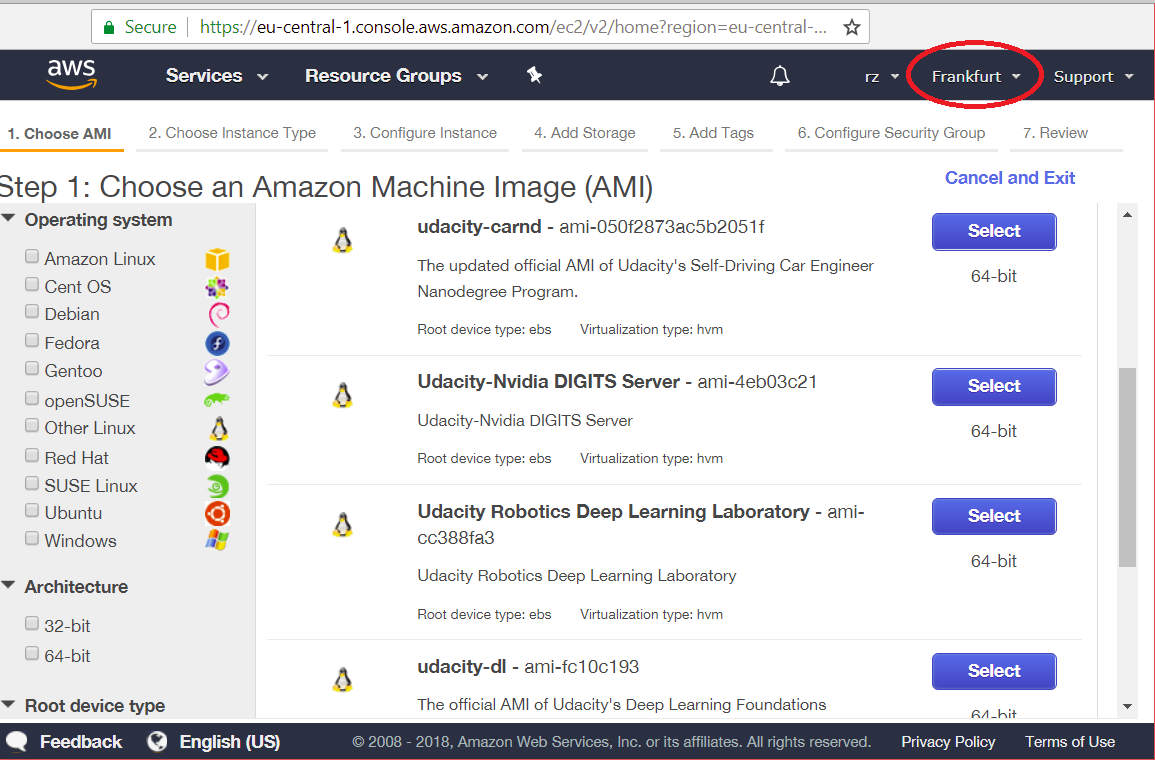 Secure https://eu-central-1.console.aws.amazon.com/ec2/v2/home?region=eu-central-...
aws Services Resource Groups rz Frankfurt Support
1. Choose AMI 2. Choose Instance Type 3. Configure Instance 4. Add Storage 5. Add Tags 6. Configure Security Group 7. Review
Step 1: Choose an Amazon Machine Image (AMI)
Cancel and Exit
Operating system
Amazon Linux
Cent OS
Debian
Fedora
Gentoo
openSUSE
Other Linux
Red Hat
SUSE Linux
Ubuntu
Windows
Architecture
32-bit
64-bit
Root device type
udacity-carnd - ami-050f2873ac5b2051f
The updated official AMI of Udacity's Self-Driving Car Engineer
Nanodegree Program.
Root device type: ebs Virtualization type: hvm
Select
64-bit
Udacity-Nvidia DIGITS Server - ami-4eb03c21
Udacity-Nvidia DIGITS Server
Root device type: ebs Virtualization type: hvm
Select
64-bit
Udacity Robotics Deep Learning Laboratory - ami-
cc388fa3
Udacity Robotics Deep Learning Laboratory
Root device type: ebs Virtualization type: hvm
Select
64-bit
udacity-dl - ami-fc10c193
The official AMI of Udacity's Deep Learning Foundations
Select
64-bit
Feedback English (US) © 2008 - 2018, Amazon Web Services, Inc. or its affiliates. All rights reserved. Privacy Policy Terms of Use